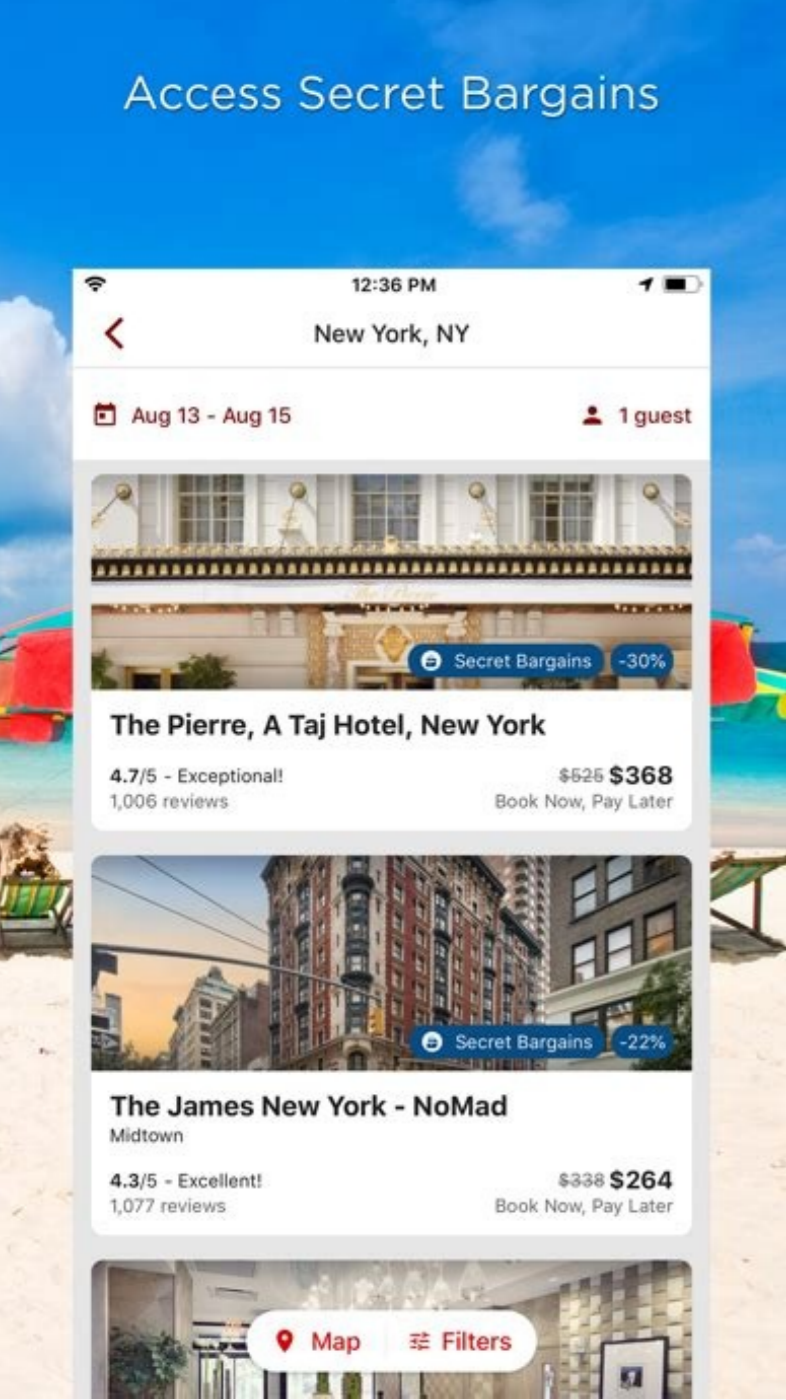 Access Secret Bargains
12:36 PM
New York, NY
Aug 13 - Aug 15
1 guest
The Pierre
Secret Bargains
-30%
The Pierre, A Taj Hotel, New York
4.7/5 - Exceptional!
$525 $368
1,006 reviews
Book Now, Pay Later
Secret Bargains
-22%
The James New York - NoMad
Midtown
4.3/5 - Excellent!
$338 $264
1,077 reviews
Book Now, Pay Later
Map
Filters